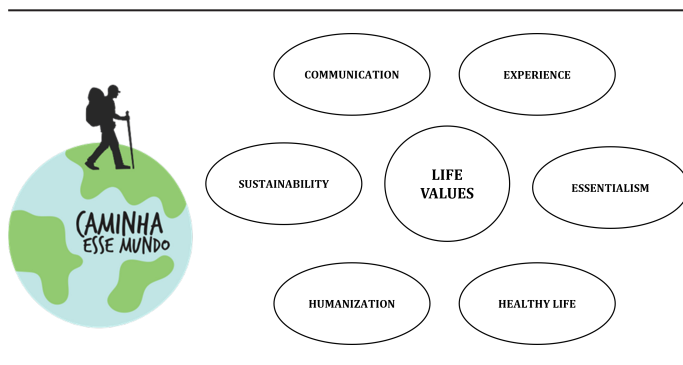 COMMUNICATION
EXPERIENCE
CAMINHA
ESSE MUNDO
SUSTAINABILITY
LIFE
VALUES
ESSENTIALISM
HUMANIZATION
HEALTHY LIFE